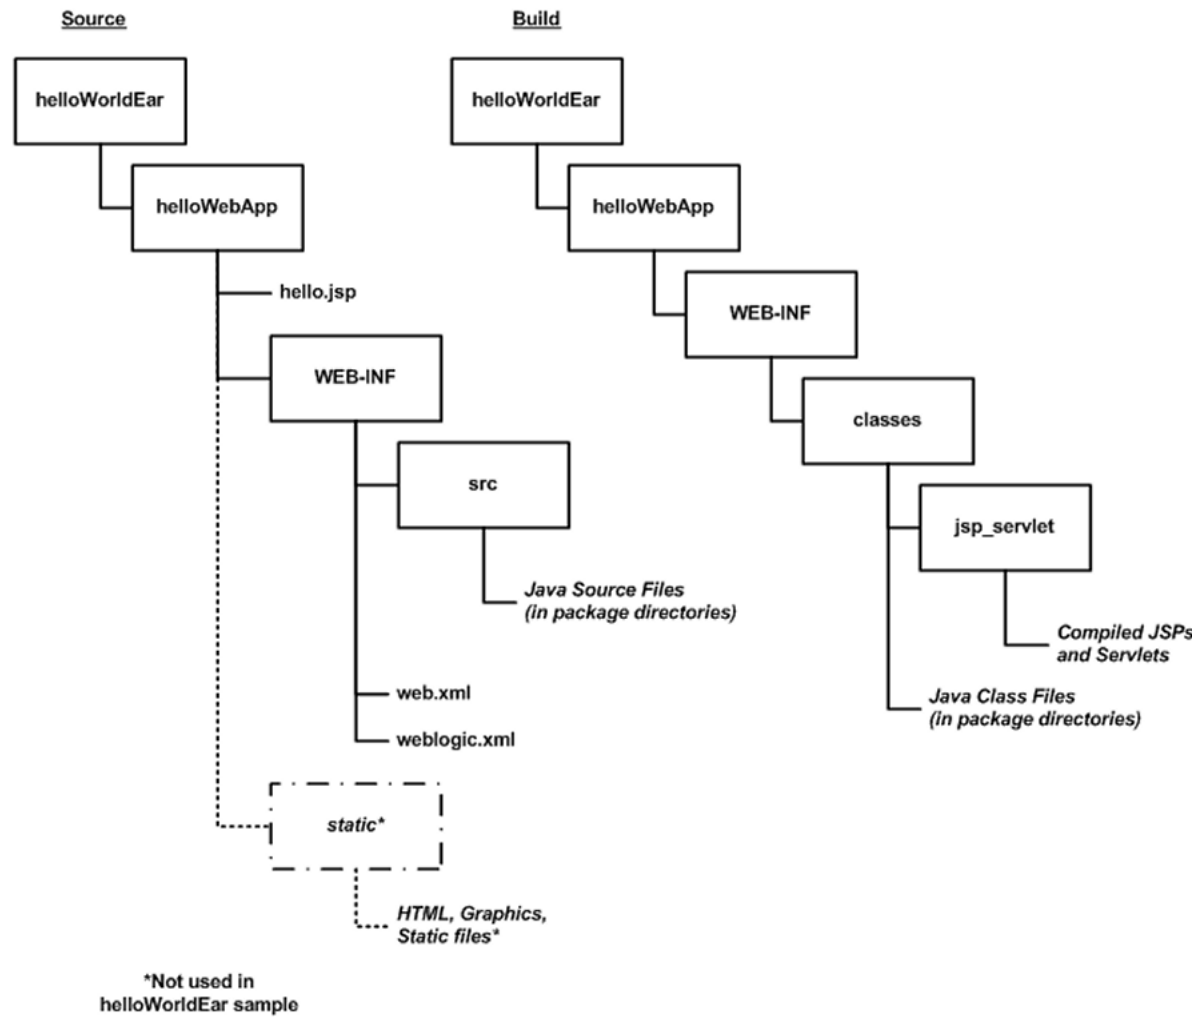 Source
helloWorldEar
helloWebApp
hello.jsp
WEB-INF
src
Java Source Files
(in package directories)
web.xml
weblogic.xml
static*
HTML, Graphics,
Static files*
*Not used in
helloWorldEar sample
Build
helloWorldEar
helloWebApp
WEB-INF
classes
jsp_servlet
Compiled JSPs
and Servlets
Java Class Files
(in package directories)